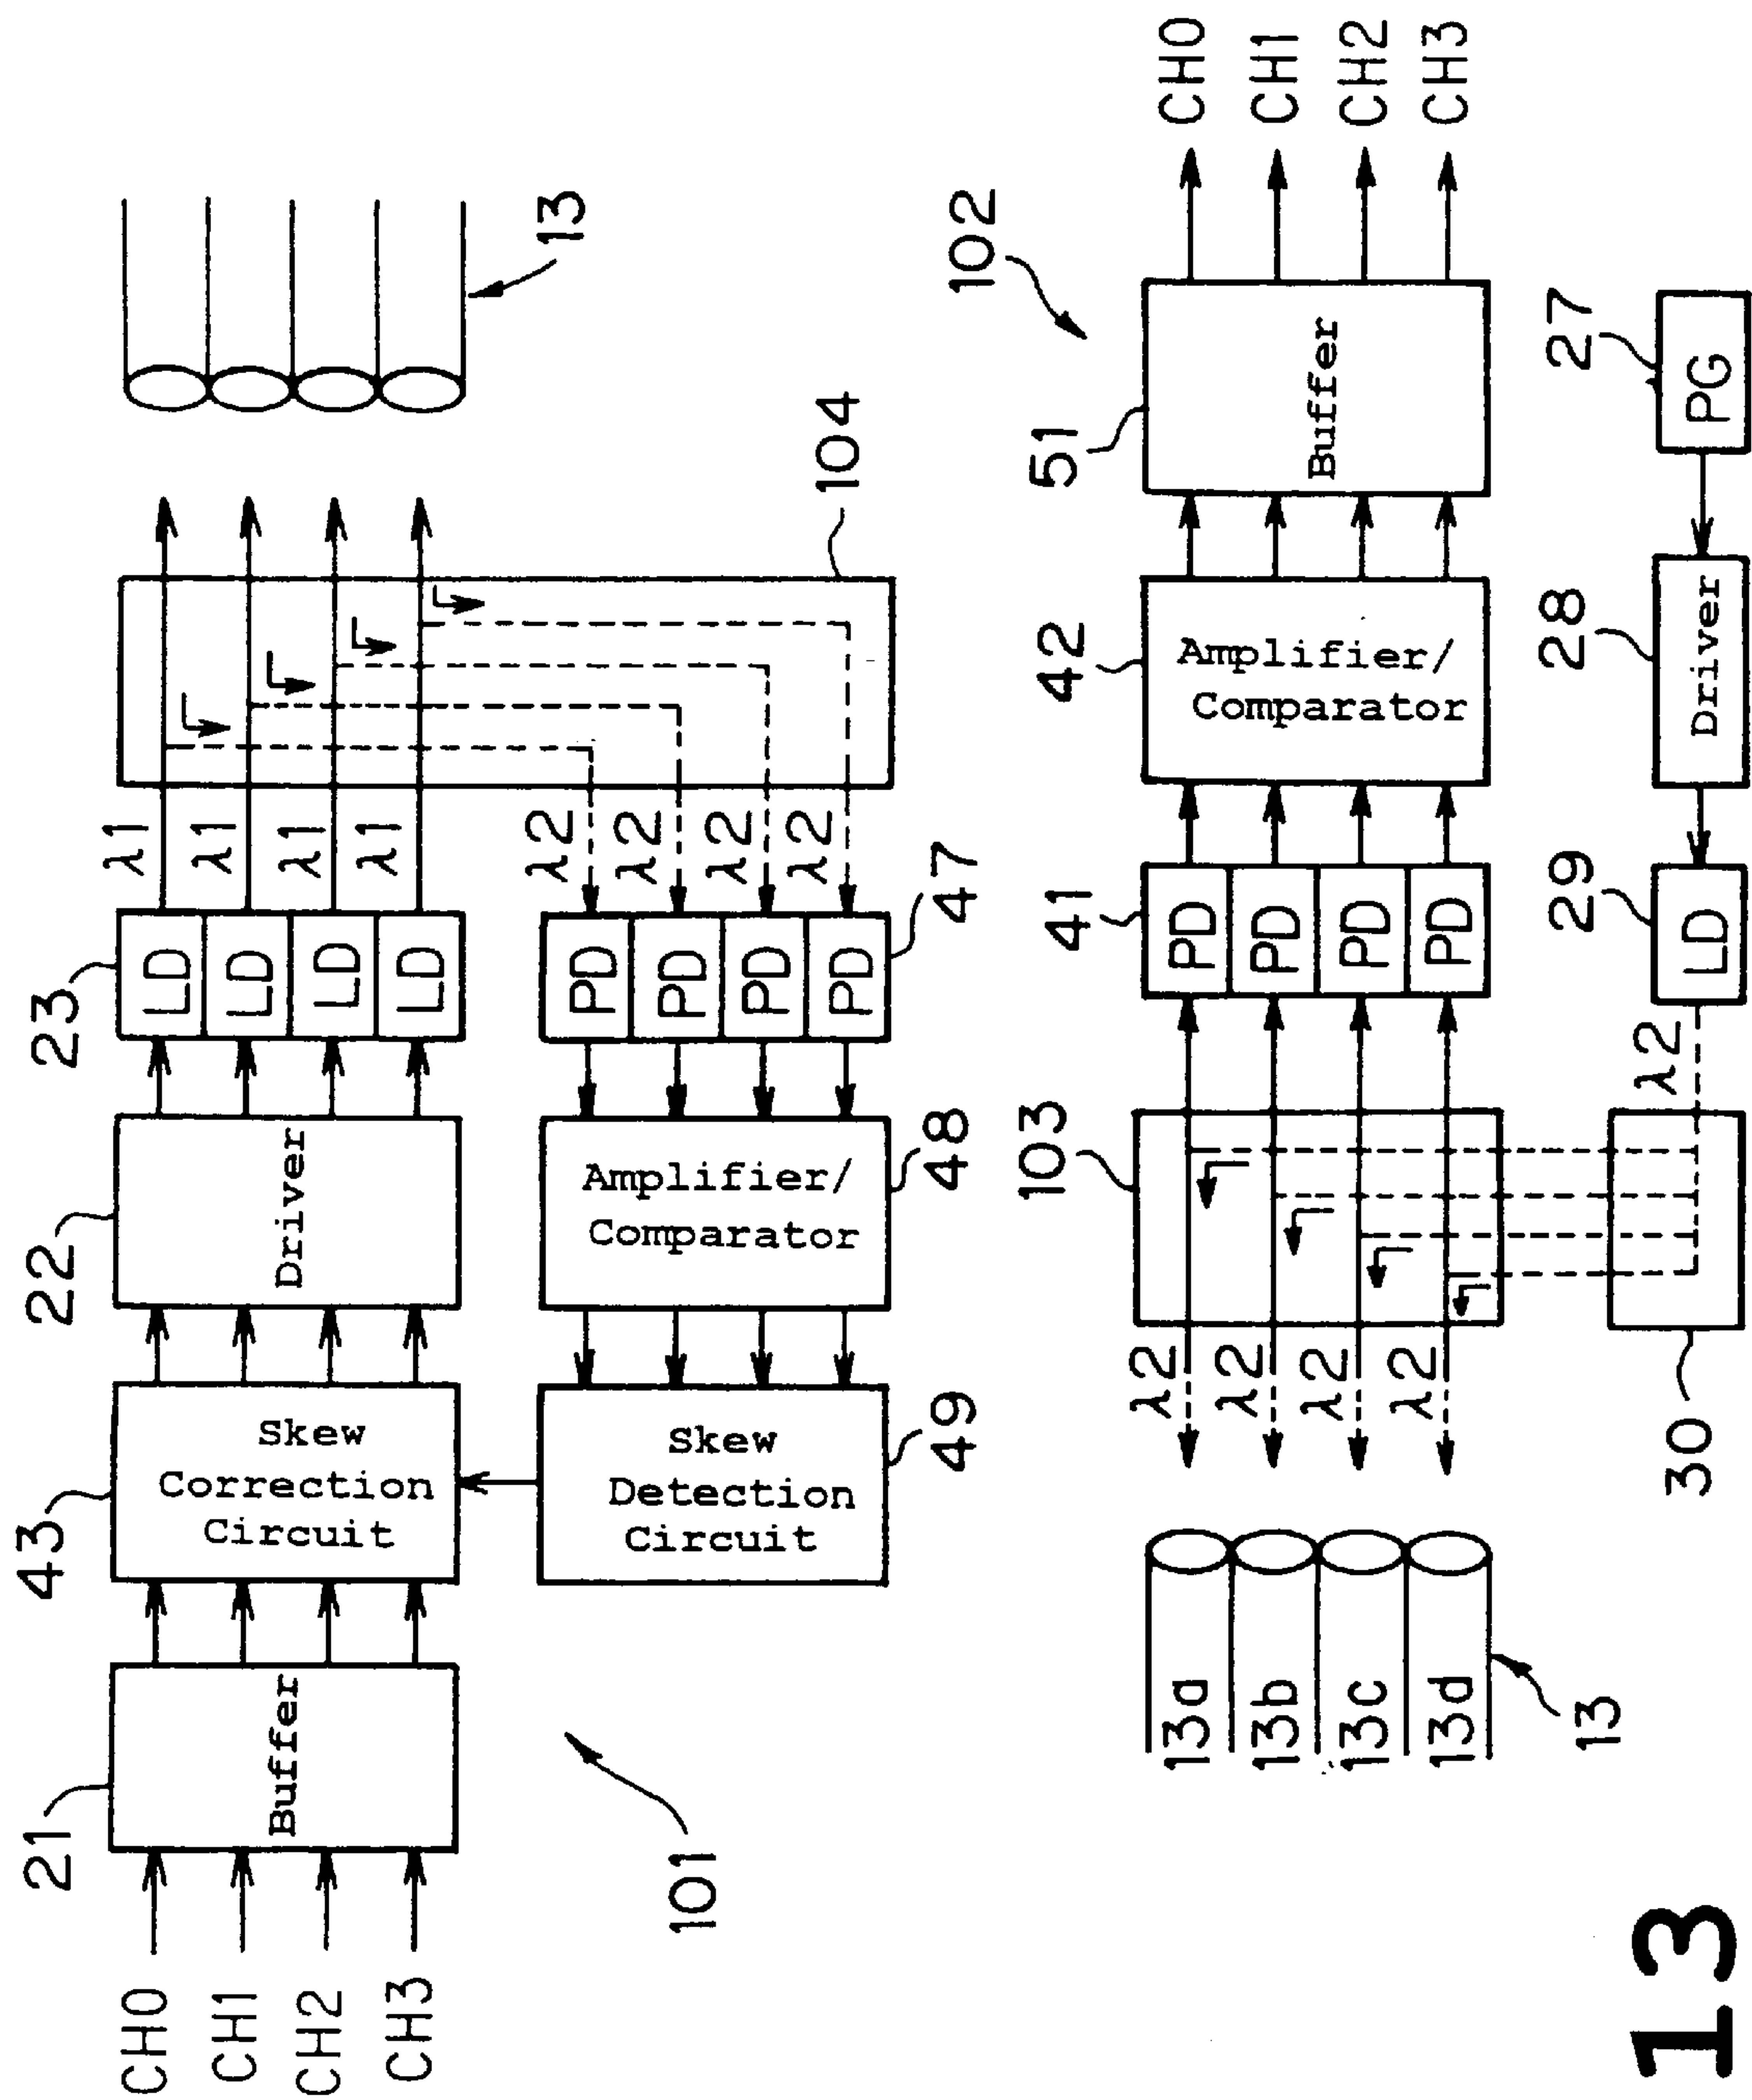 CH0
CH1
CH2
CH3
21
Buffer
43
Skew
Correction
Circuit
22
Driver
23
LD
LD
LD
LD
λ1
λ1
λ1
λ1
104
13
101
49
Skew
Detection
Circuit
48
Amplifier/
Comparator
47
PD
PD
PD
PD
λ2
λ2
λ2
λ2
13a
13b
13c
13d
13
λ2
λ2
λ2
λ2
103
30
41
PD
PD
PD
PD
42
Amplifier/
Comparator
51
Buffer
102
CH0
CH1
CH2
CH3
λ2
29
LD
28
Driver
27
PG
13